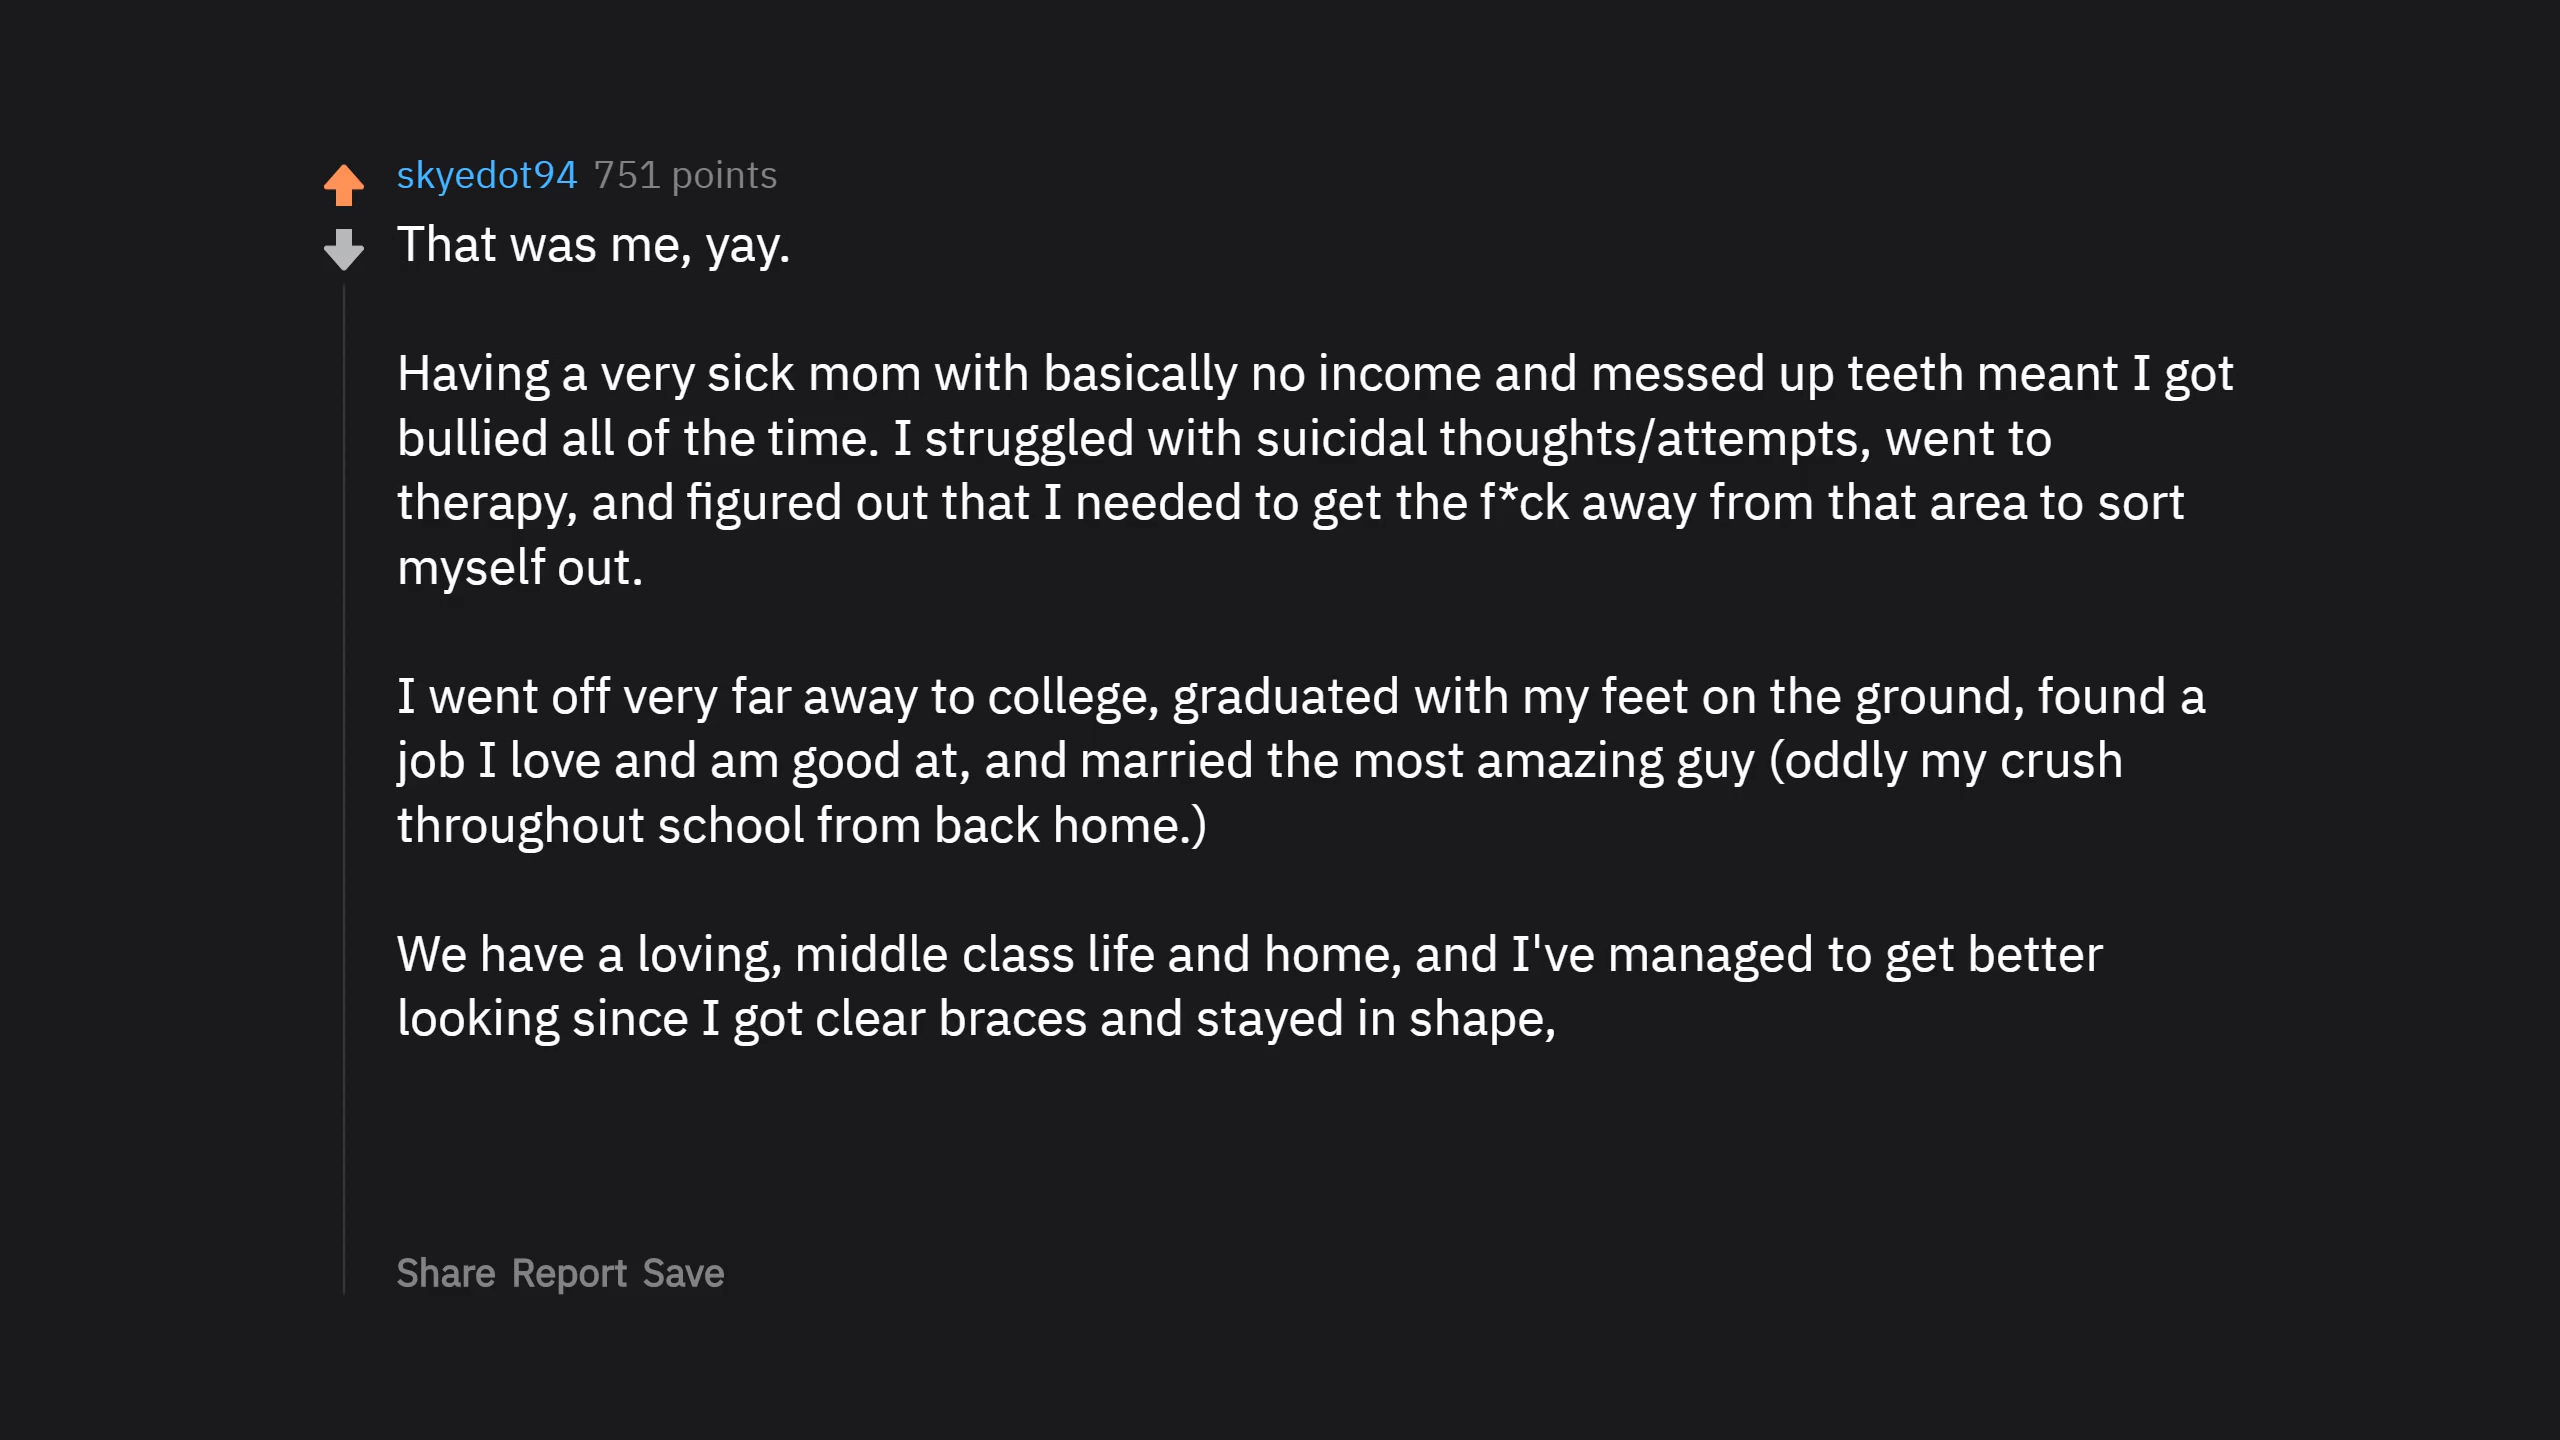 skyedot94 751 points
That was me, yay.
Having a very sick mom with basically no income and messed up teeth meant I got
bullied all of the time. I struggled with suicidal thoughts/attempts, went to
therapy, and figured out that I needed to get the f*ck away from that area to sort
myself out.
I went off very far away to college, graduated with my feet on the ground, found a
job I love and am good at, and married the most amazing guy (oddly my crush
throughout school from back home.)
We have a loving, middle class life and home, and I've managed to get better
looking since I got clear braces and stayed in shape,
Share Report Save